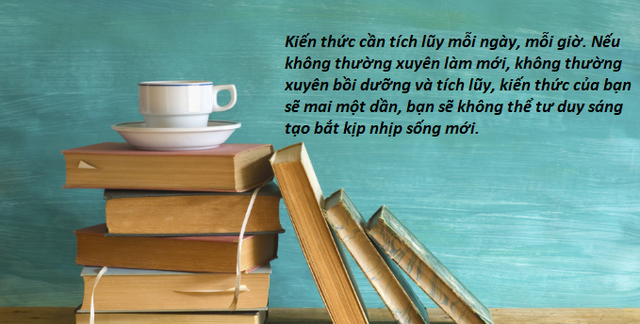 Kiến thức cần tích lũy mỗi ngày, mỗi giờ. Nếu
không thường xuyên làm mới, không thường
xuyên bồi dưỡng và tích lũy, kiến thức của bạn
sẽ mai một dần, bạn sẽ không thể tư duy sáng
tạo bắt kịp nhịp sống mới.